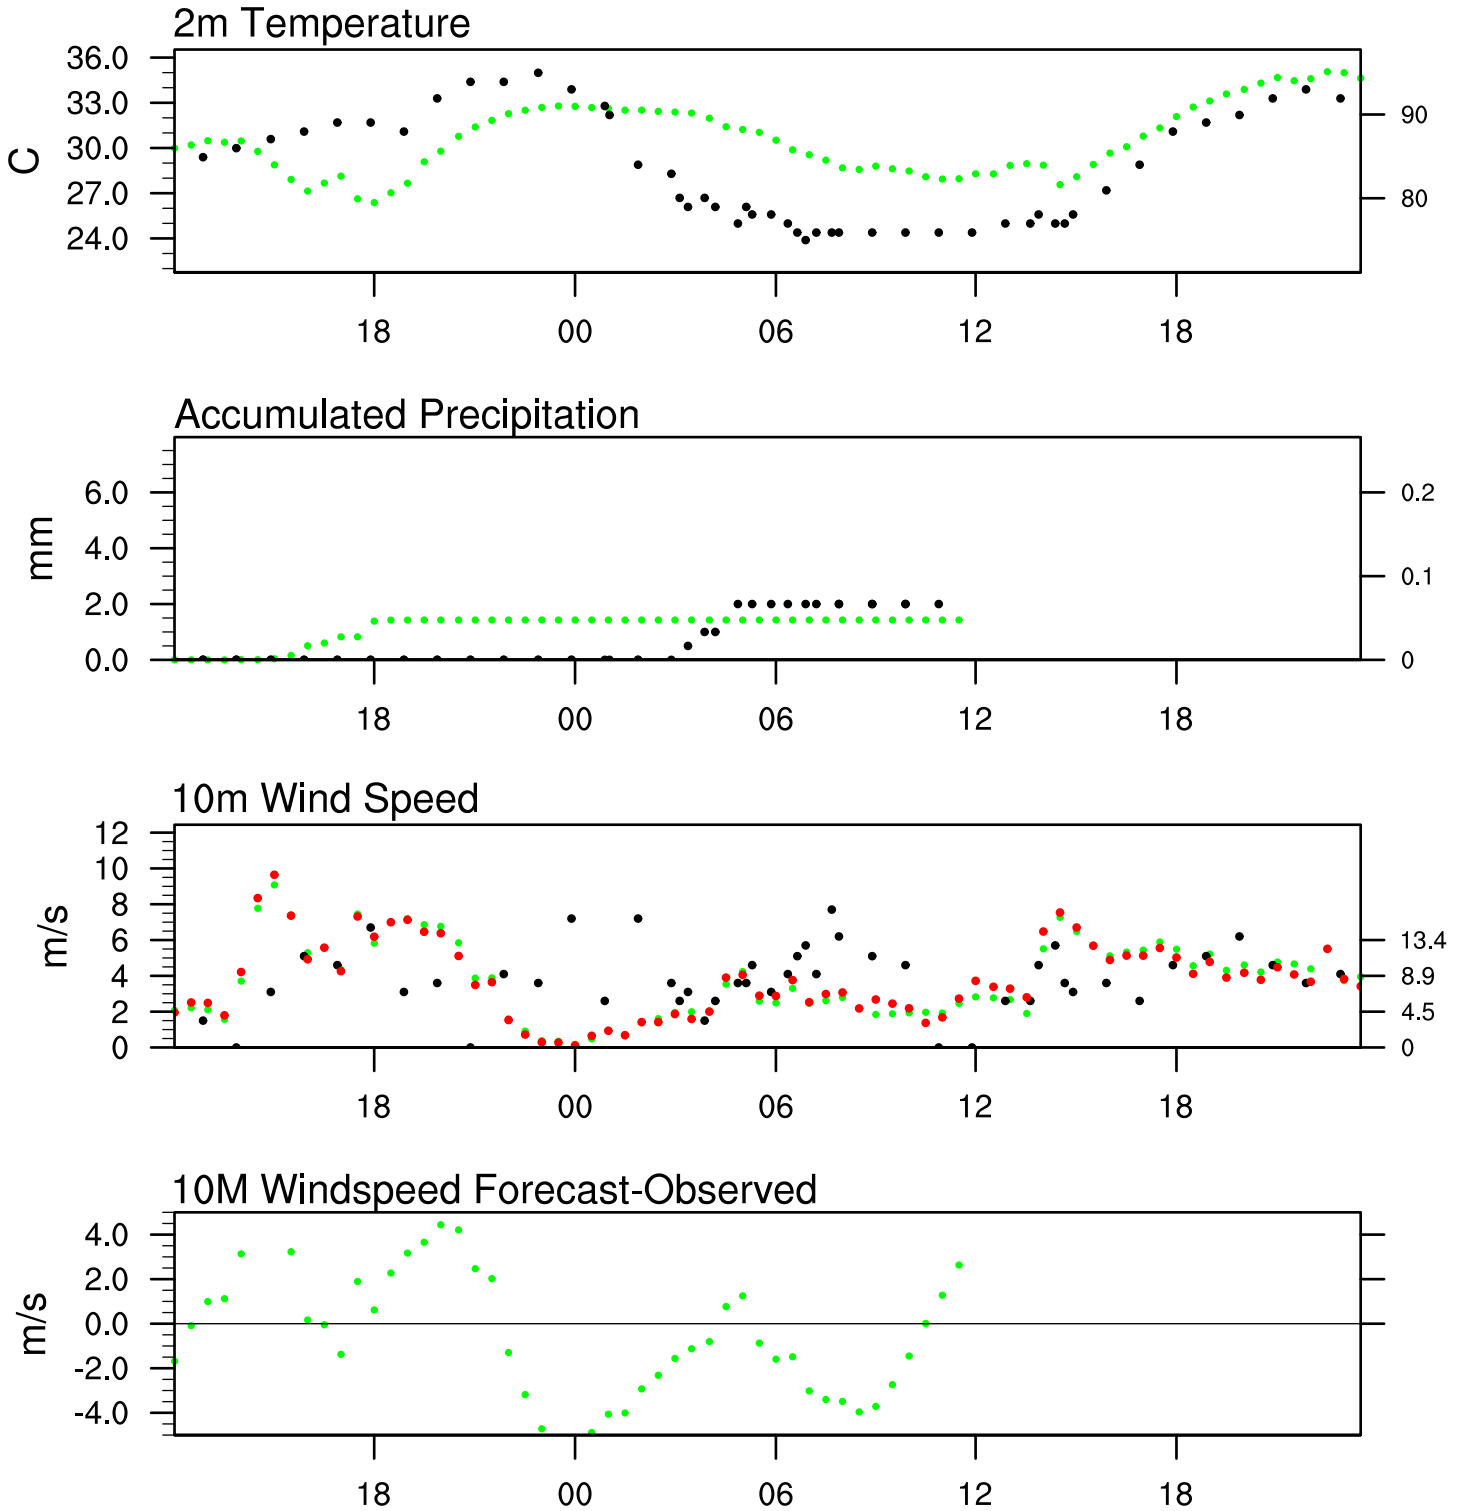 2m Temperature
36.0
33.0
90
30.0
C
27.0
80
24.0
18 00 06 12 18
Accumulated Precipitation
6.0 0.2
4.0
mm
0.1
2.0
0.0 0
18 00 06 12 18
10m Wind Speed
12
10
8
m/s
6 13.4
4 8.9
2 4.5
0 0
18 00 06 12 18
10M Windspeed Forecast-Observed
4.0
2.0
m/s
0.0
-2.0
-4.0
18 00 06 12 18